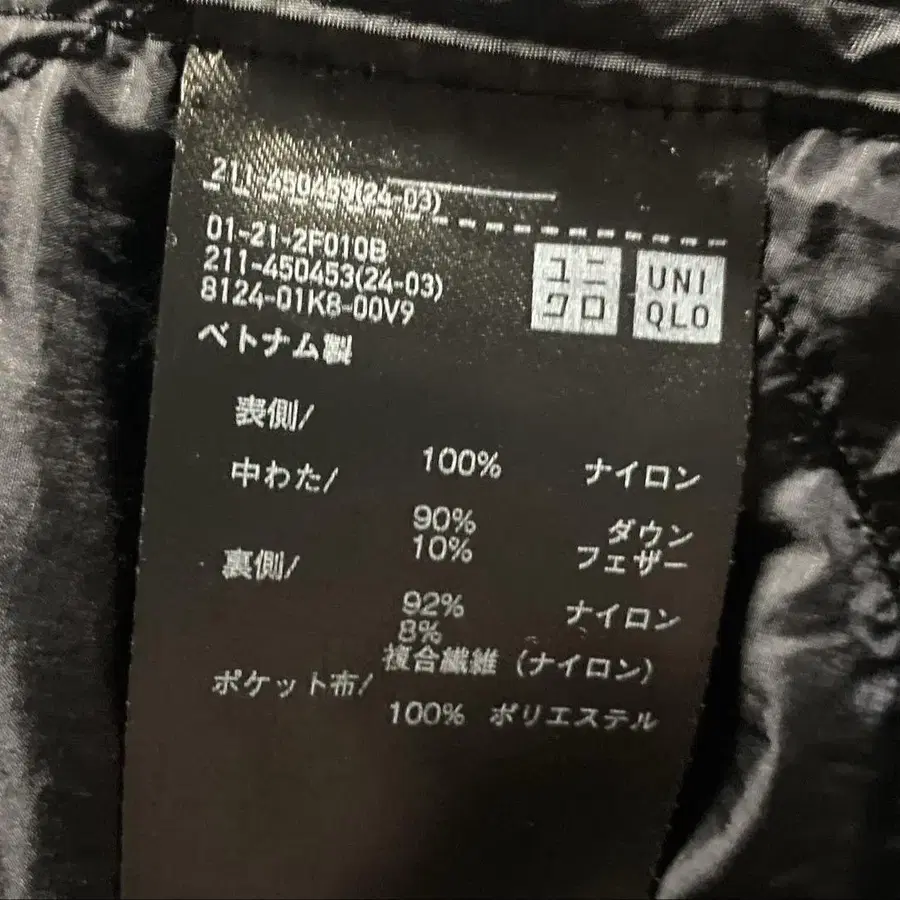 211-450453(24-03)
01-21-2F010B
211-450453(24-03)
8124-01K8-00V9
ユニ
クロ
UNI
QLO
ベトナム製
表側/
100% ナイロン
中わた/
90% ダウン
10% フェザー
裏側/
92% ナイロン
8%
複合繊維 (ナイロン)
ポケット布/
100% ポリエステル